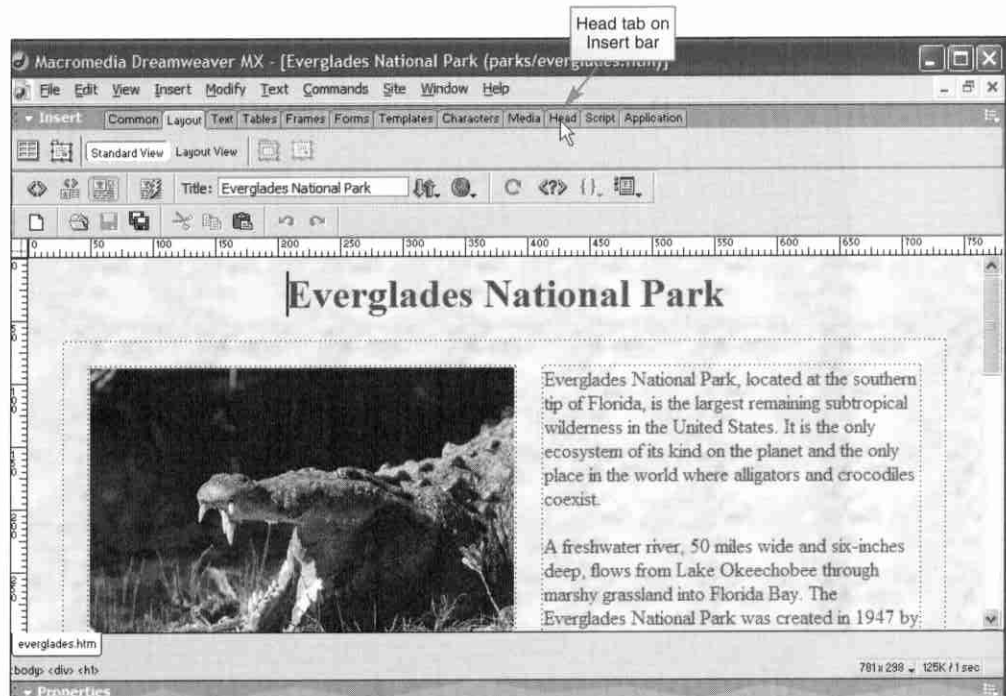 Head tab on
Insert bar
Macromedia Dreamweaver MX - [Everglades National Park (parks/everglades.htm)]
File Edit View Insert Modify Text Commands Site Window Help
Insert Common Layout Text Tables Frames Forms Templates Characters Media Head Script Application
Standard View Layout View
Title: Everglades National Park
0 50 100 150 200 250 300 350 400 450 500 550 600 650 700 750
Everglades National Park
Everglades National Park, located at the southern
tip of Florida, is the largest remaining subtropical
wilderness in the United States. It is the only
ecosystem of its kind on the planet and the only
place in the world where alligators and crocodiles
coexist.
A freshwater river, 50 miles wide and six-inches
deep, flows from Lake Okeechobee through
marshy grassland into Florida Bay. The
Everglades National Park was created in 1947 by
everglades.htm
<body> <div> <h1>
781 x 298 125K / 1 sec
Properties